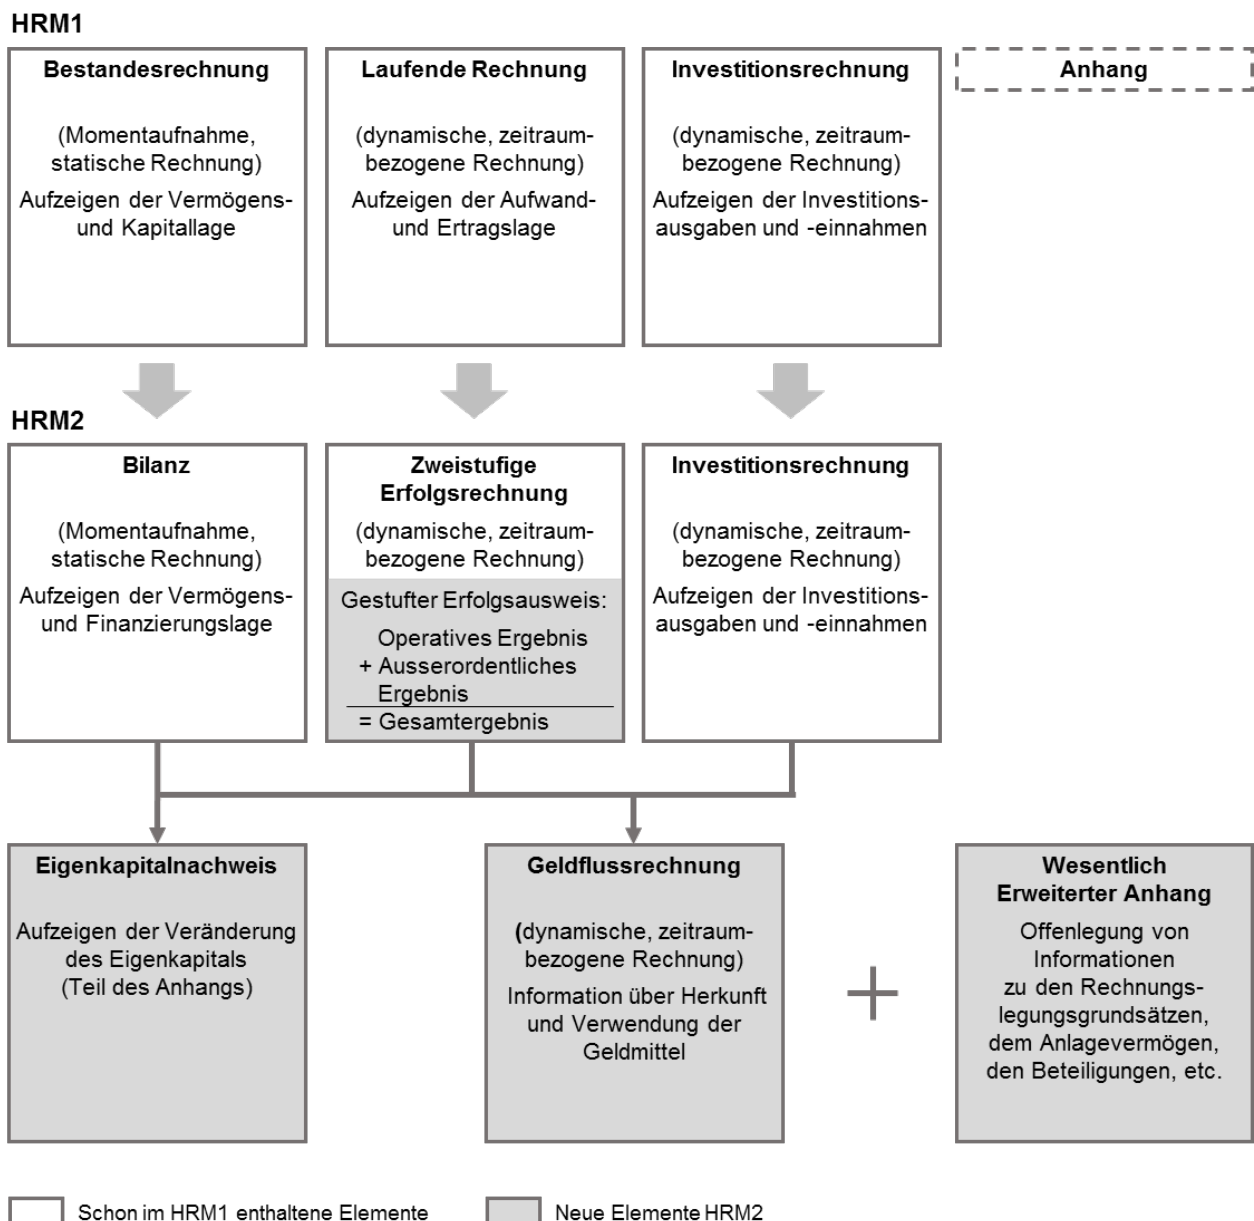 HRM1
Bestandesrechnung
(Momentaufnahme,
statische Rechnung)
Aufzeigen der Vermögens-
und Kapitallage
Laufende Rechnung
(dynamische, zeitraum-
bezogene Rechnung)
Aufzeigen der Aufwand-
und Ertragslage
Investitionsrechnung
(dynamische, zeitraum-
bezogene Rechnung)
Aufzeigen der Investitions-
ausgaben und -einnahmen
Anhang
HRM2
Bilanz
(Momentaufnahme,
statische Rechnung)
Aufzeigen der Vermögens-
und Finanzierungslage
Zweistufige
Erfolgsrechnung
(dynamische, zeitraum-
bezogene Rechnung)
Gestufter Erfolgsausweis:
Operatives Ergebnis
+ Ausserordentliches
Ergebnis
= Gesamtergebnis
Investitionsrechnung
(dynamische, zeitraum-
bezogene Rechnung)
Aufzeigen der Investitions-
ausgaben und -einnahmen
Eigenkapitalnachweis
Aufzeigen der Veränderung
des Eigenkapitals
(Teil des Anhangs)
Geldflussrechnung
(dynamische, zeitraum-
bezogene Rechnung)
Information über Herkunft
und Verwendung der
Geldmittel
+
Wesentlich
Erweiterter Anhang
Offenlegung von
Informationen
zu den Rechnungs-
legungsgrundsätzen,
dem Anlagevermögen,
den Beteiligungen, etc.
Schon im HRM1 enthaltene Elemente
Neue Elemente HRM2